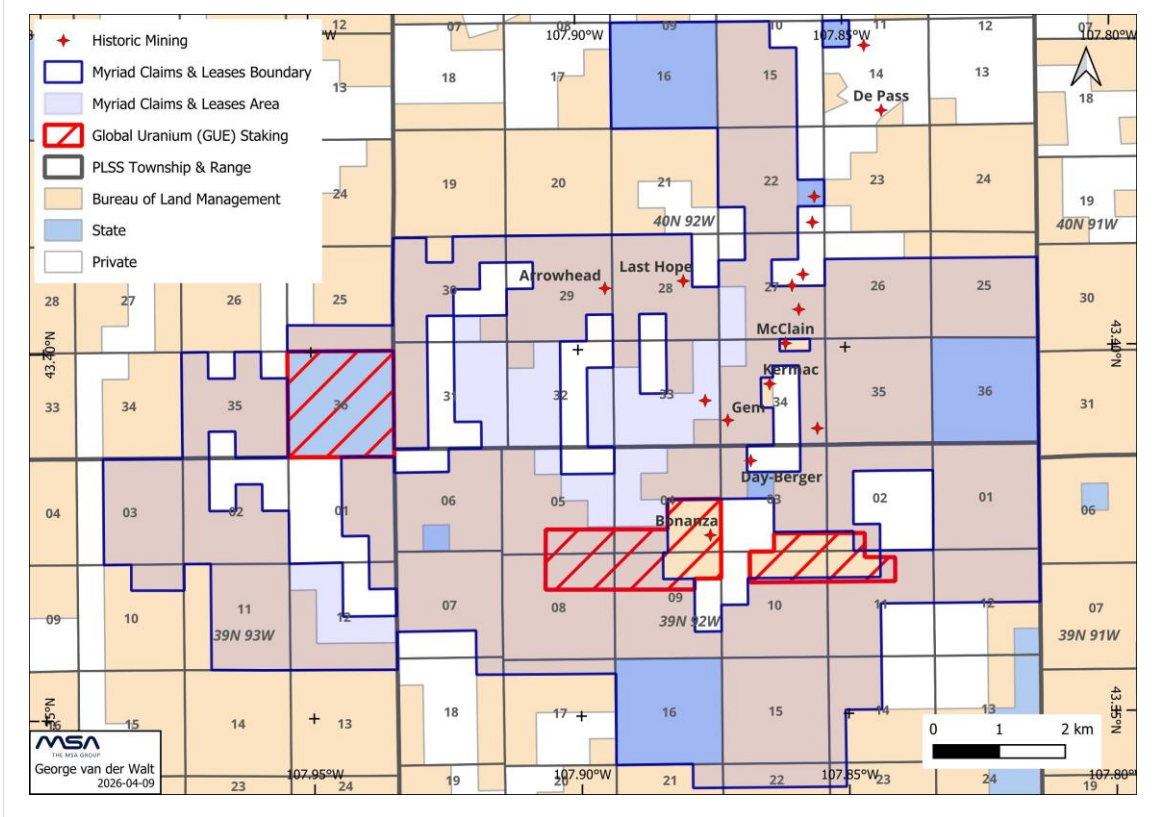 Historic Mining
Myriad Claims & Leases Boundary
Myriad Claims & Leases Area
Global Uranium (GUE) Staking
PLSS Township & Range
Bureau of Land Management
State
Private
12 07 08 09 10 11 12 07
107.90°W 107.85°W 107.80°W
°W
13 18 17 16 15 14 13 18
De Pass
24 19 20 21 22 23 24 19
40N 92W 40N 91W
Arrowhead Last Hope
28 27 26 25 30 29 28 27 26 25 30
McClain
43.40°N 43.40°N
Kermac
33 34 35 36 31 32 33 34 35 36 31
Gem
Day-Berger
04 03 02 01 06 05 04 03 02 01 06
Bonanza
09 10 11 12 07 08 09 10 11 12 07
39N 93W 39N 92W 39N 91W
16 15 14 13 18 17 16 15 14 13
43.35°N
0 1 2 km
MSA
THE MSA GROUP
George van der Walt
2026-04-09
107.95°W 107.90°W 107.85°W 107.80°W
23 24 19 20 21 22 23 24 19